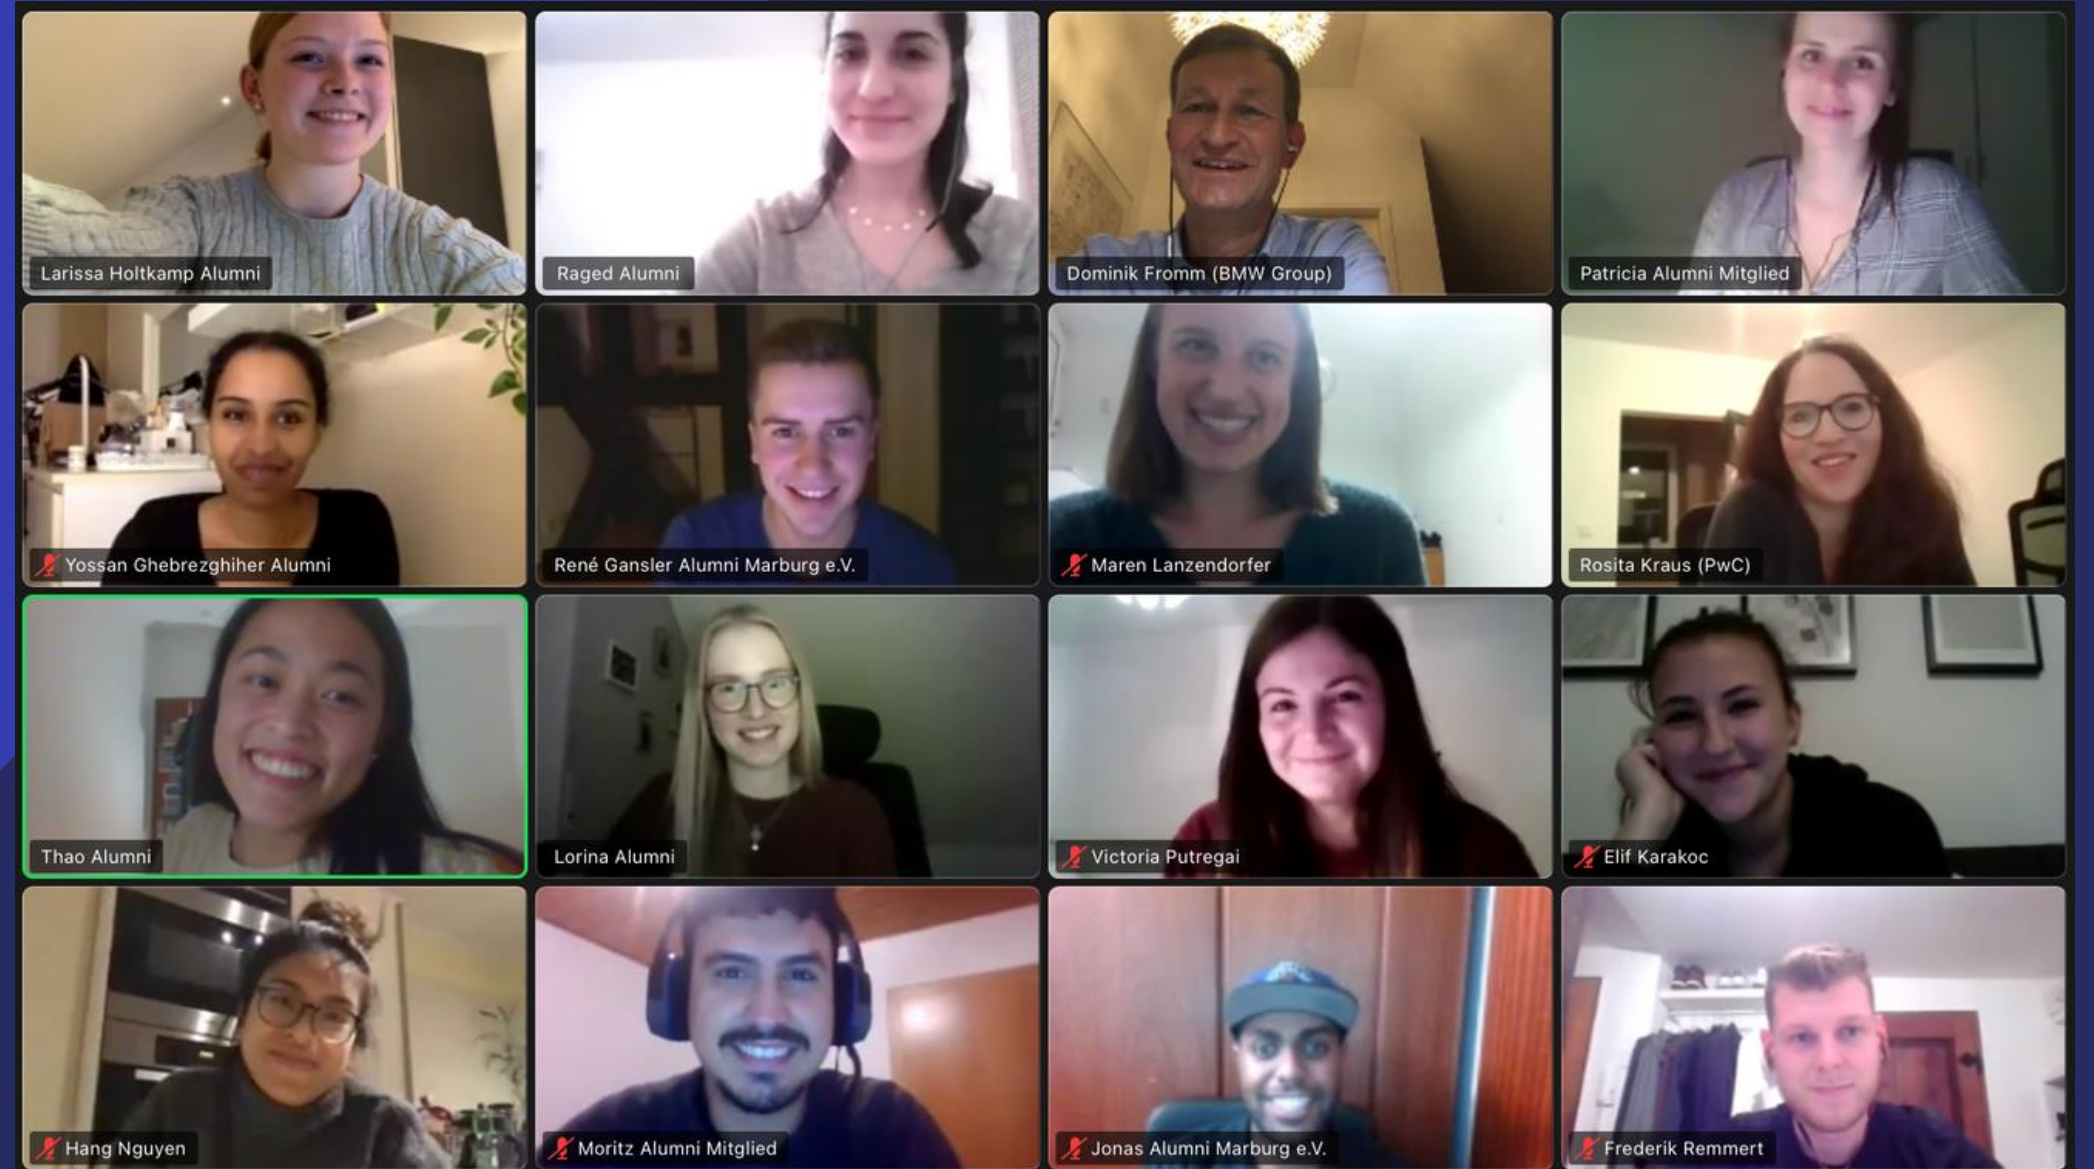 Larissa Holtkamp Alumni
Raged Alumni
Dominik Fromm (BMW Group)
Patricia Alumni Mitglied
Yossan Ghebrezghiher Alumni
René Gansler Alumni Marburg e.V.
Maren Lanzendorfer
Rosita Kraus (PwC)
Thao Alumni
Lorina Alumni
Victoria Putregai
Elif Karakoc
Hang Nguyen
Moritz Alumni Mitglied
Jonas Alumni Marburg e.V.
Frederik Remmert